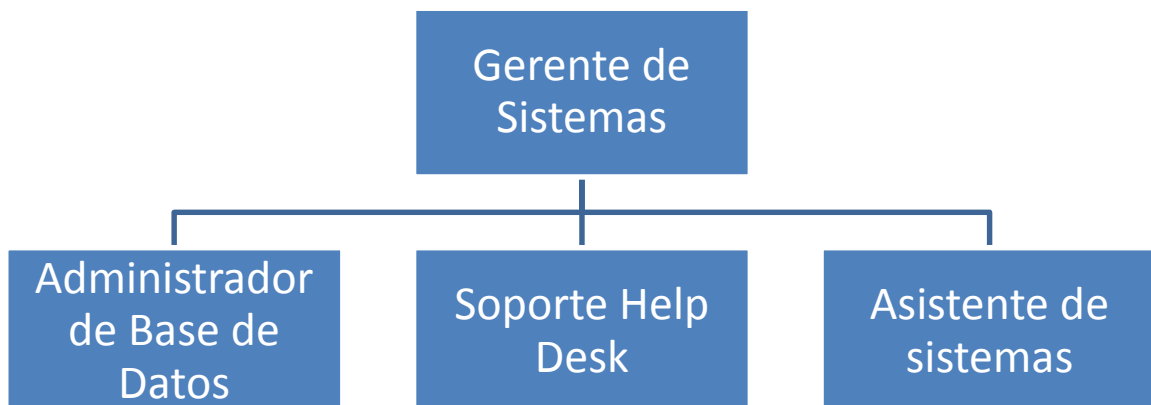 Gerente de
Sistemas
Administrador
de Base de
Datos
Soporte Help
Desk
Asistente de
sistemas